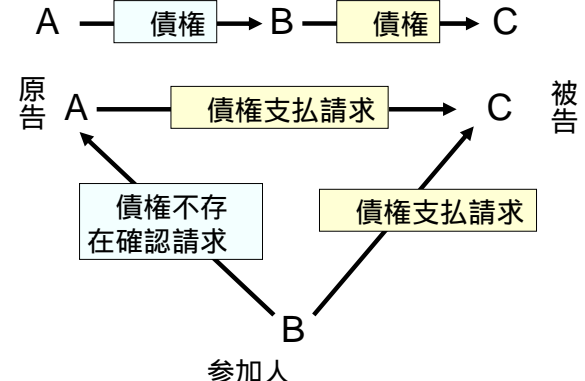 A 債権 B 債権 C
原告 A 債権支払請求 C 被告
債権不存
在確認請求
債権支払請求
B
参加人